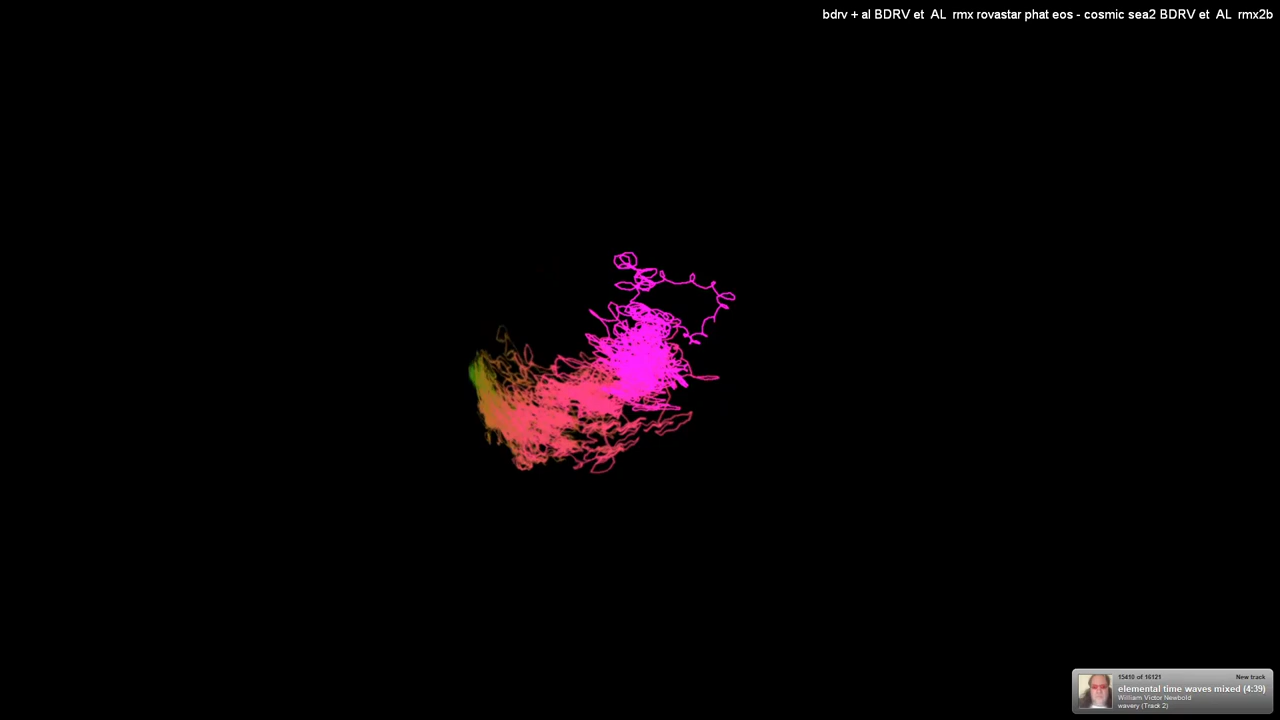 bdrv + al BDRV et  AL  rmx rovastar phat eos - cosmic sea2 BDRV et  AL  rmx2b
15410 of 16121 New track
elemental time waves mixed (4:39)
William Victor Newbold
wavery (Track 2)